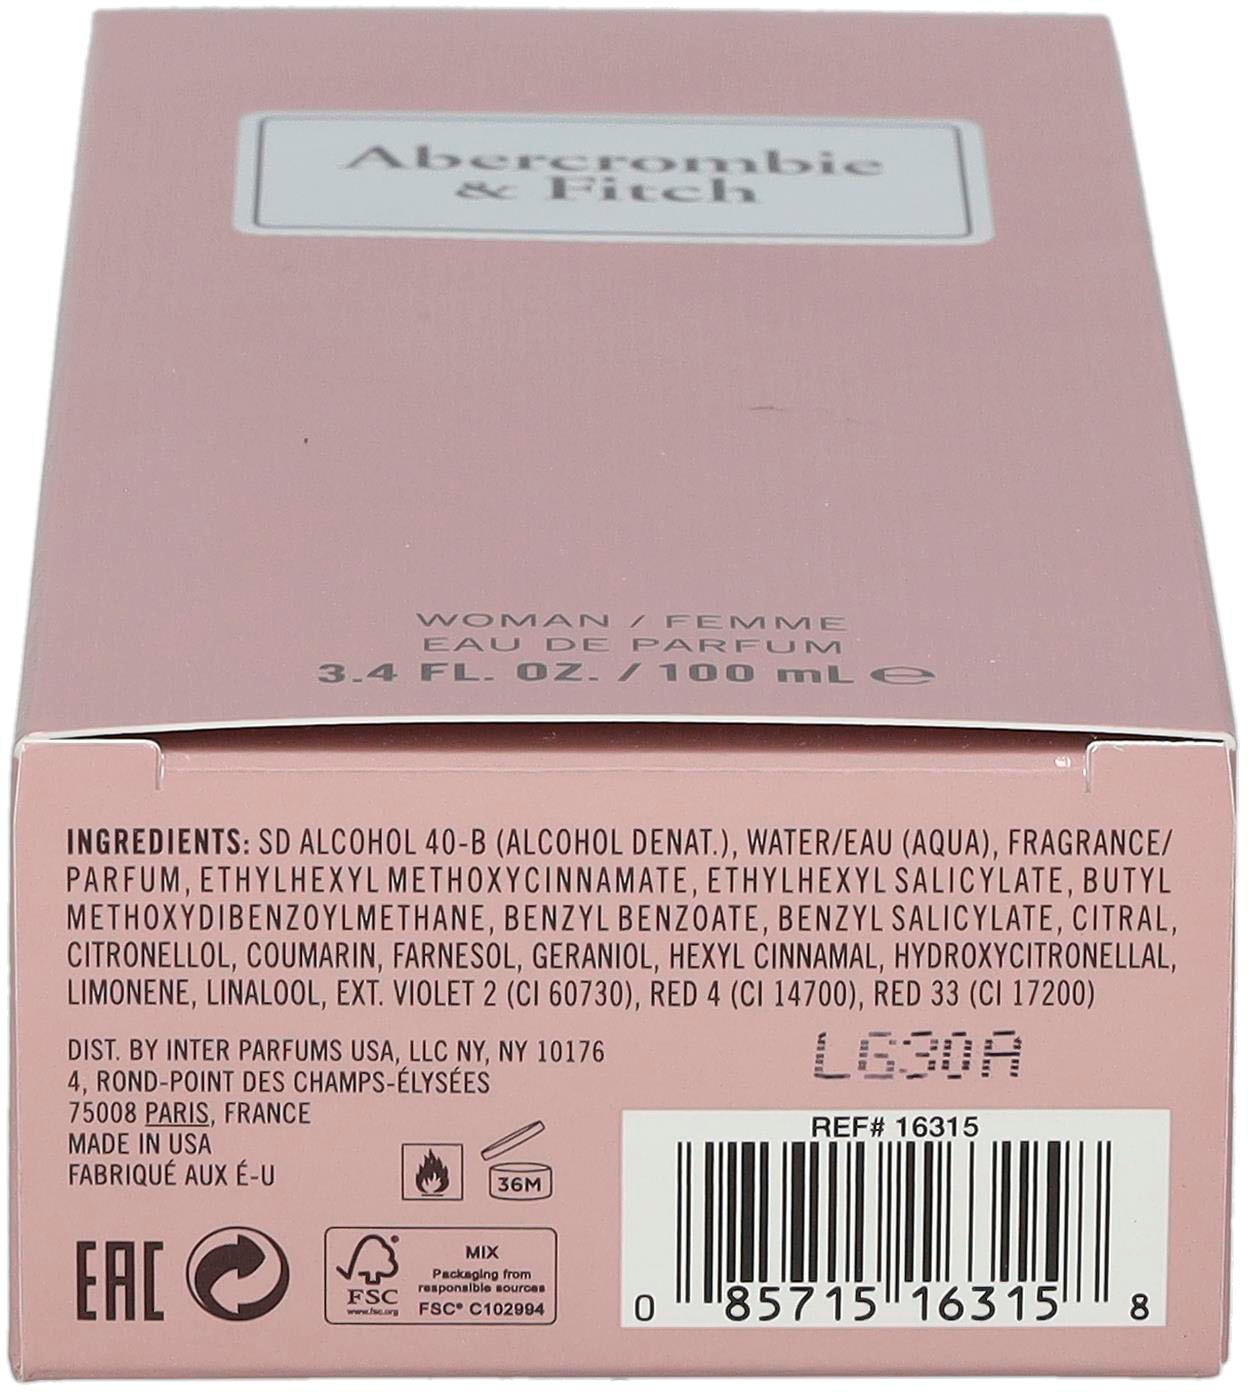 Abercrombie
& Fitch
WOMAN / FEMME
EAU DE PARFUM
3.4 FL. OZ. / 100 mL ℮
INGREDIENTS: SD ALCOHOL 40-B (ALCOHOL DENAT.), WATER/EAU (AQUA), FRAGRANCE/
PARFUM, ETHYLHEXYL METHOXYCINNAMATE, ETHYLHEXYL SALICYLATE, BUTYL
METHOXYDIBENZOYLMETHANE, BENZYL BENZOATE, BENZYL SALICYLATE, CITRAL,
CITRONELLOL, COUMARIN, FARNESOL, GERANIOL, HEXYL CINNAMAL, HYDROXYCITRONELLAL,
LIMONENE, LINALOOL, EXT. VIOLET 2 (CI 60730), RED 4 (CI 14700), RED 33 (CI 17200)
DIST. BY INTER PARFUMS USA, LLC NY, NY 10176
4, ROND-POINT DES CHAMPS-ÉLYSÉES
75008 PARIS, FRANCE
MADE IN USA
FABRIQUÉ AUX É-U
36M
EAC
FSC
www.fsc.org
MIX
Packaging from
responsible sources
FSC® C102994
L630A
REF# 16315
0 85715 16315 8